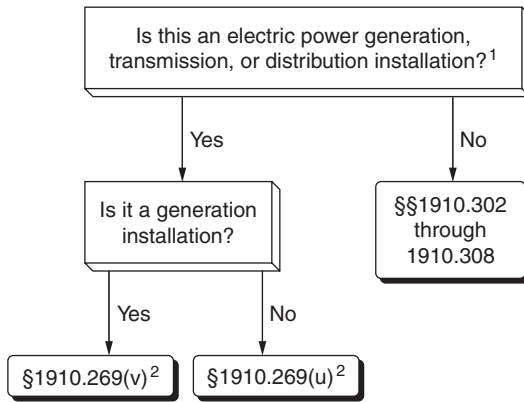 Is this an electric power generation,
transmission, or distribution installation?¹
Yes
No
Is it a generation
installation?
§§1910.302
through
1910.308
Yes
No
§1910.269(v)²
§1910.269(u)²